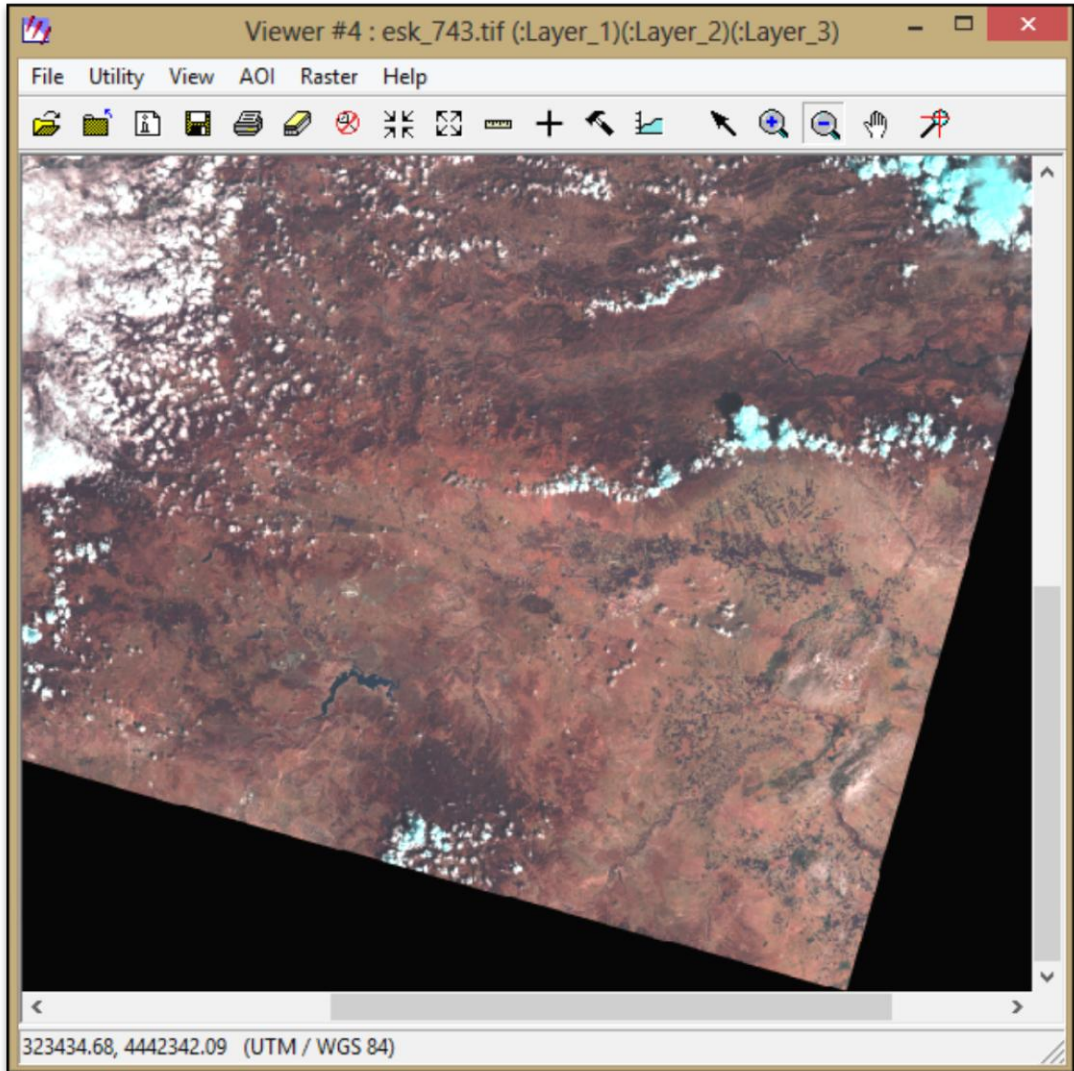 Viewer #4 : esk_743.tif (:Layer_1)(:Layer_2)(:Layer_3)
File Utility View AOI Raster Help
323434.68, 4442342.09 (UTM / WGS 84)